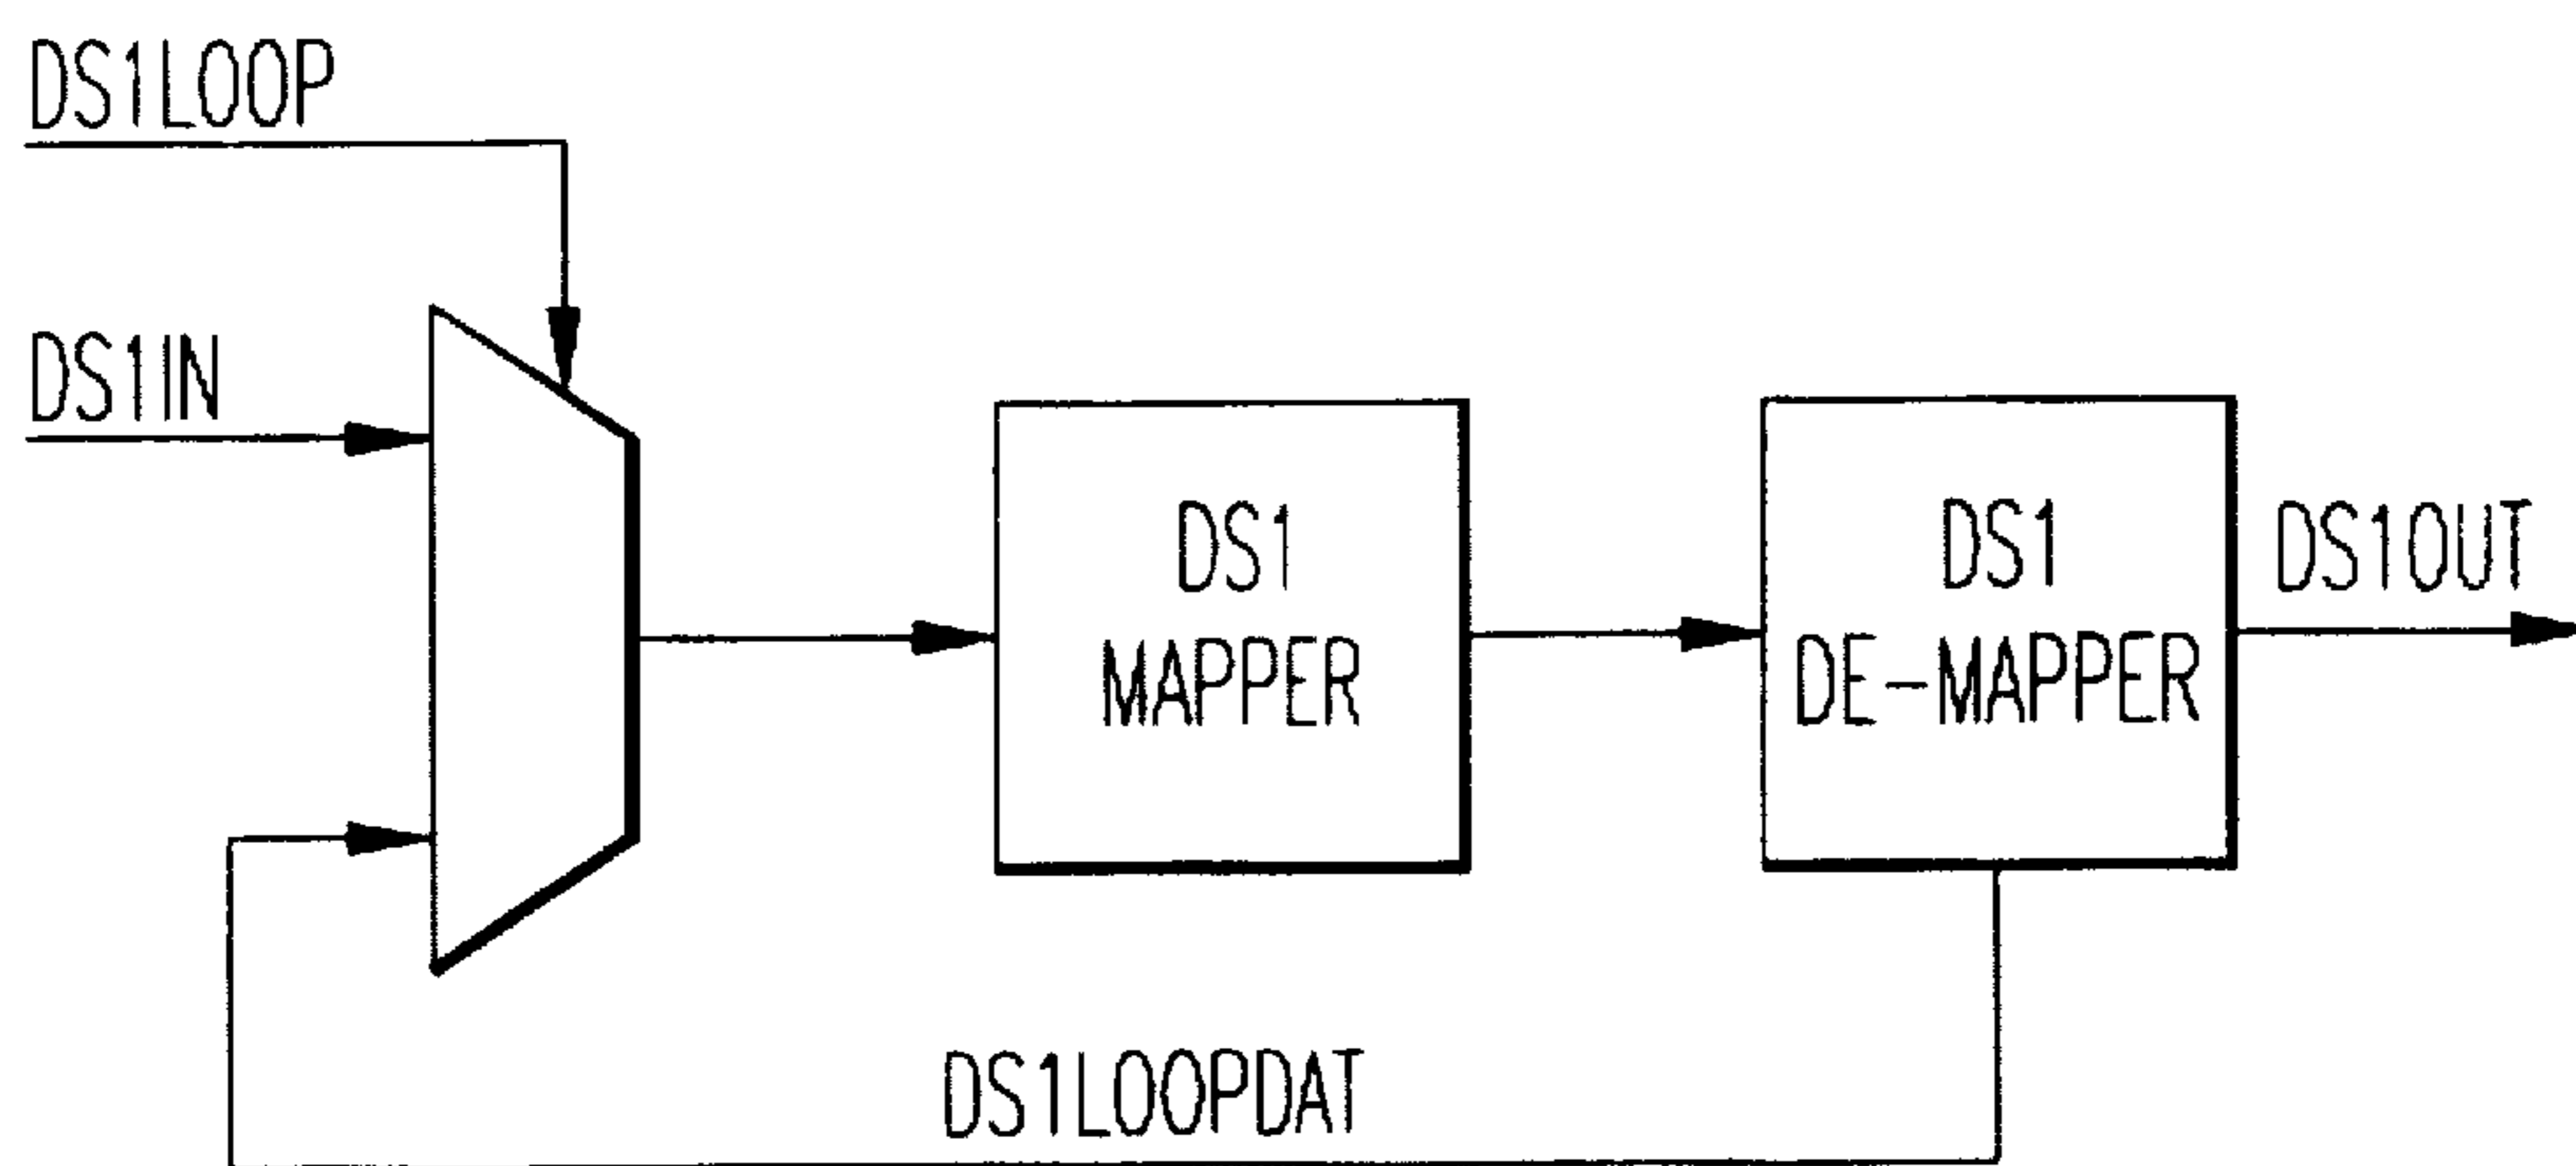 DS1LOOP
DS1IN
DS1
MAPPER
DS1
DE-MAPPER
DS1OUT
DS1LOOPDAT